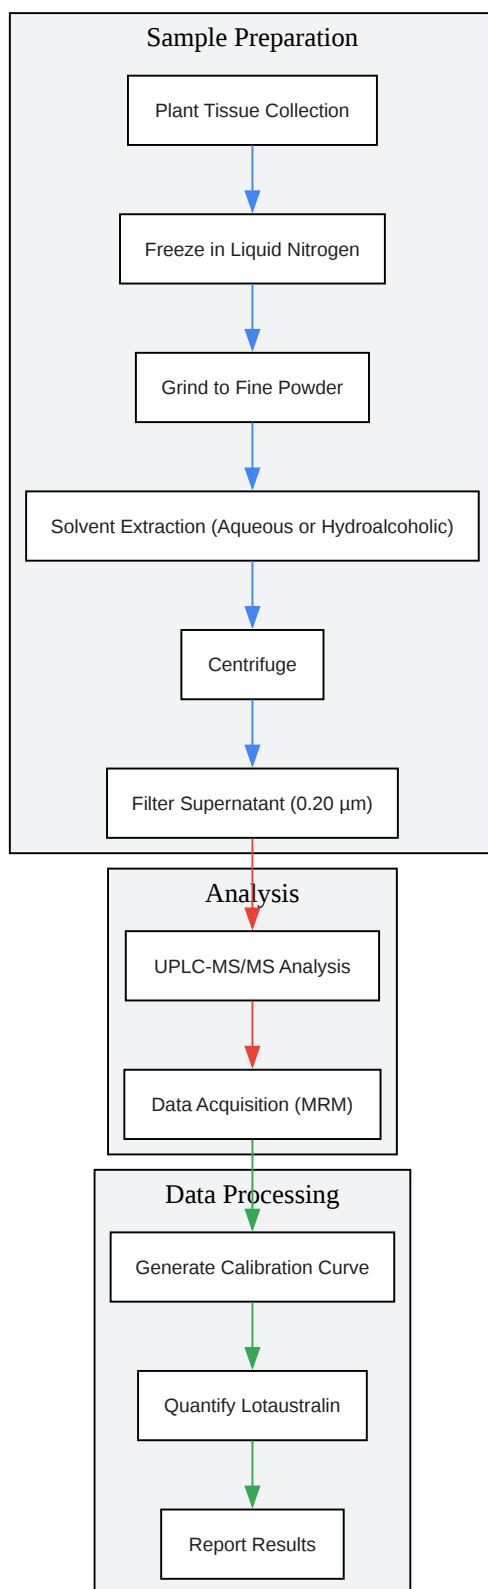 Sample Preparation
Plant Tissue Collection
Freeze in Liquid Nitrogen
Grind to Fine Powder
Solvent Extraction (Aqueous or Hydroalcoholic)
Centrifuge
Filter Supernatant (0.20 µm)
Analysis
UPLC-MS/MS Analysis
Data Acquisition (MRM)
Data Processing
Generate Calibration Curve
Quantify Lotaustralin
Report Results